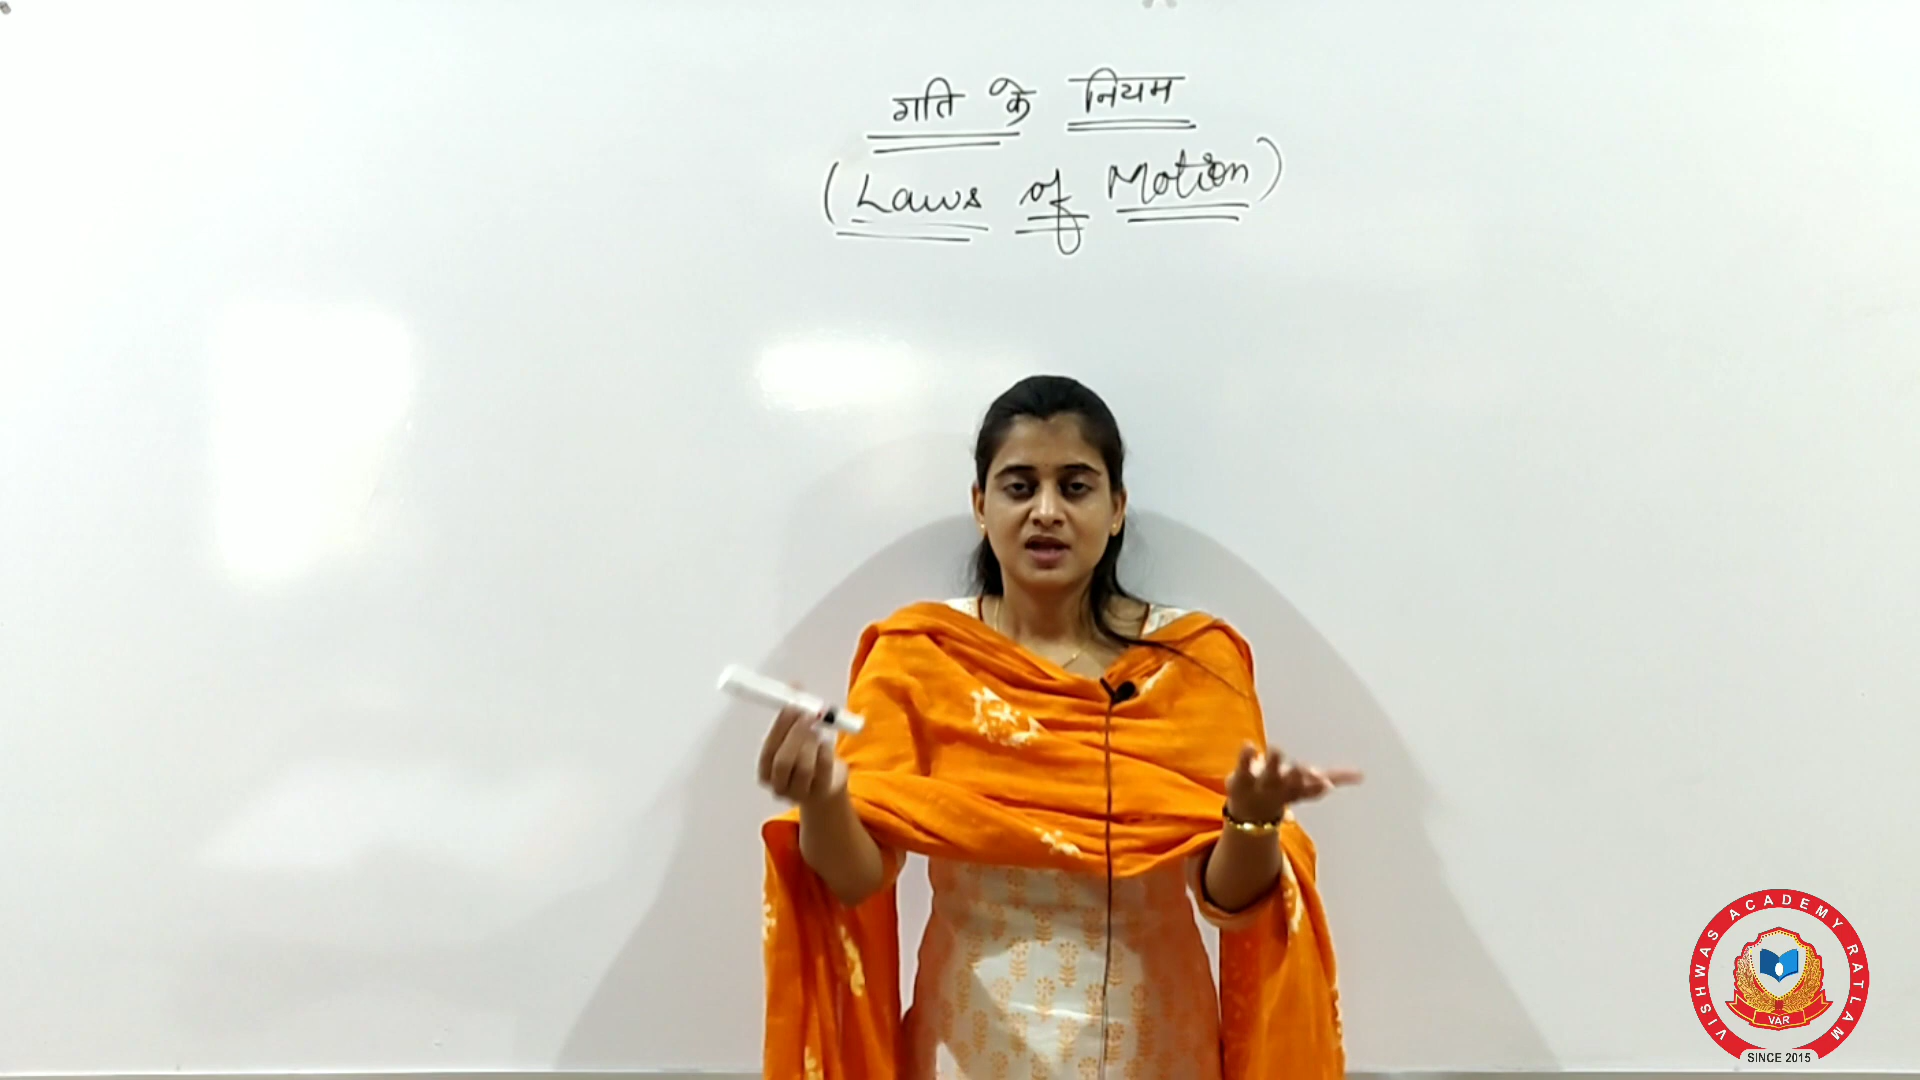 गति के नियम
(Laws of Motion)
VISHWAS ACADEMY RATLAM
VAR
SINCE 2015